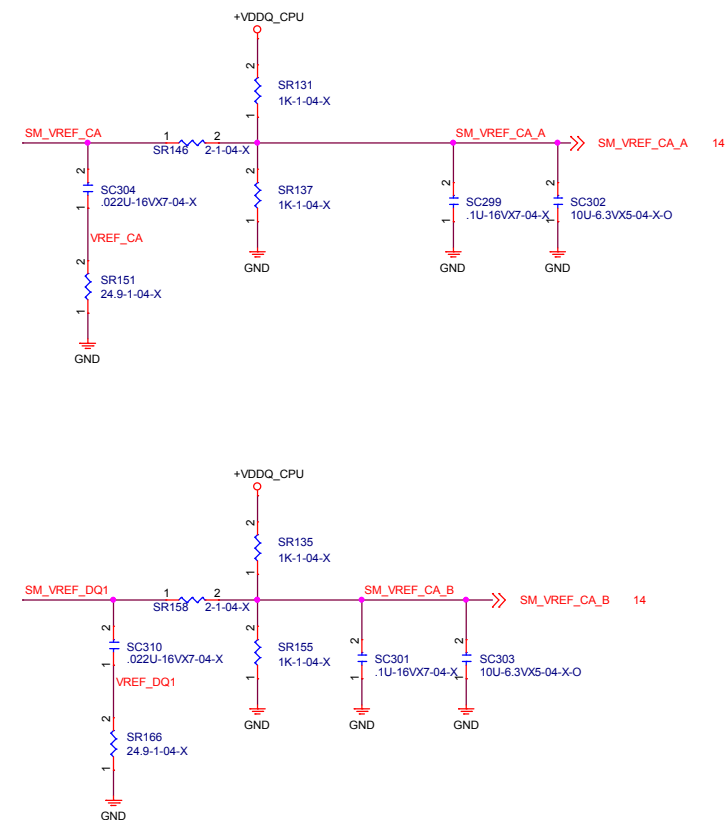 +VDDQ_CPU
2
SR131
1K-1-04-X
1
SM_VREF_CA
1
2
SM_VREF_CA_A
SM_VREF_CA_A 14
SR146
2-1-04-X
2
SC304
.022U-16VX7-04-X
1
2
SR137
1K-1-04-X
1
2
SC299
.1U-16VX7-04-X
1
2
SC302
10U-6.3VX5-04-X-O
1
VREF_CA
GND
GND
GND
2
SR151
24.9-1-04-X
1
GND
+VDDQ_CPU
2
SR135
1K-1-04-X
1
SM_VREF_DQ1
1
2
SM_VREF_CA_B
SM_VREF_CA_B 14
SR158
2-1-04-X
2
SC310
.022U-16VX7-04-X
1
2
SR155
1K-1-04-X
1
2
SC301
.1U-16VX7-04-X
1
2
SC303
10U-6.3VX5-04-X-O
1
VREF_DQ1
GND
GND
GND
2
SR166
24.9-1-04-X
1
GND